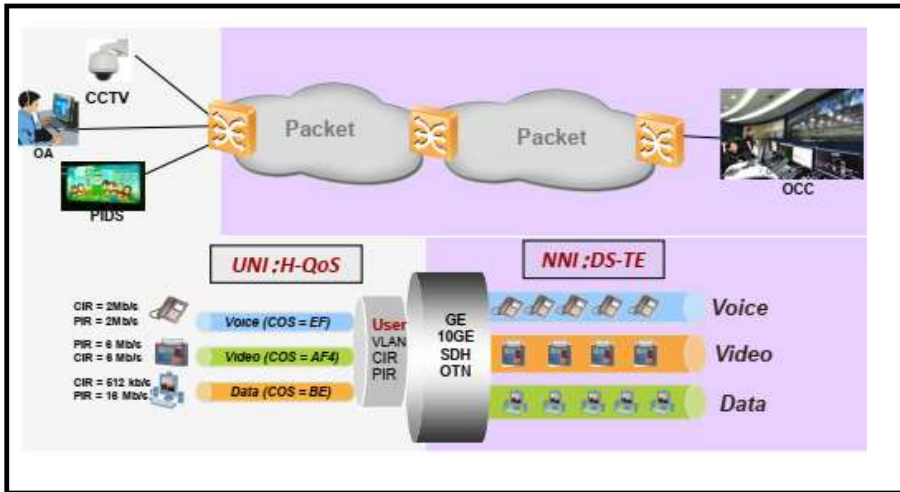 CCTV
OA
PIDS
Packet
Packet
OCC
UNI :H-QoS
NNI :DS-TE
CIR = 2Mb/s
PIR = 2Mb/s
Voice (COS = EF)
PIR = 6 Mb/s
CIR = 6 Mb/s
Video (COS = AF4)
CIR = 512 kb/s
PIR = 16 Mb/s.
Data (COS = BE)
User
VLAN
CIR
PIR
GE
10GE
SDH
OTN
Voice
Video
Data